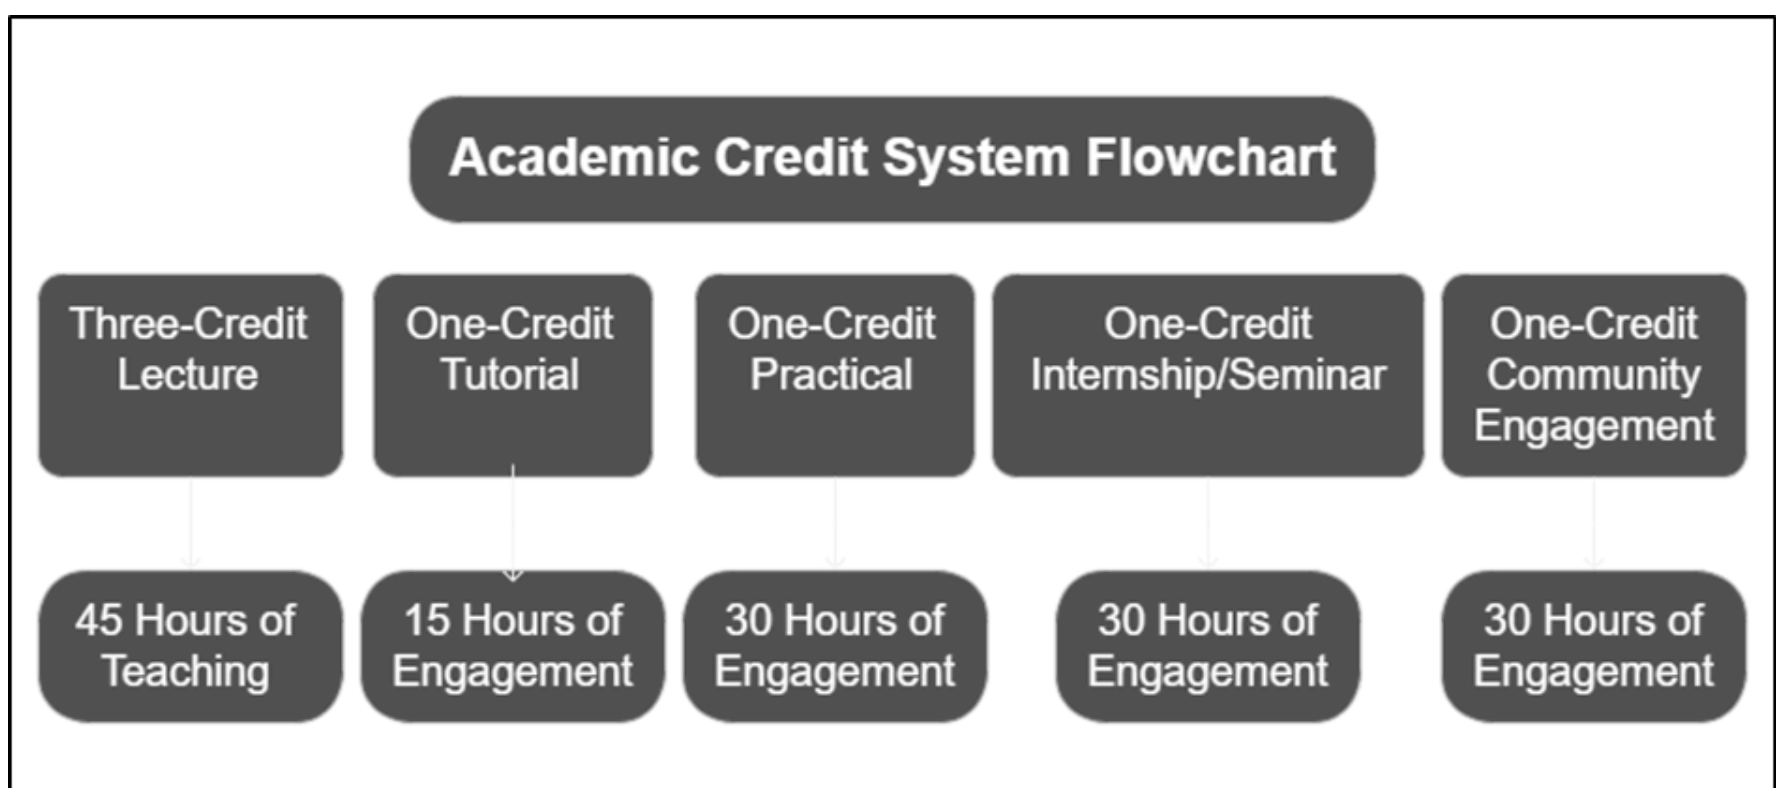 Academic Credit System Flowchart
Three-Credit
Lecture
One-Credit
Tutorial
One-Credit
Practical
One-Credit
Internship/Seminar
One-Credit
Community
Engagement
45 Hours of
Teaching
15 Hours of
Engagement
30 Hours of
Engagement
30 Hours of
Engagement
30 Hours of
Engagement